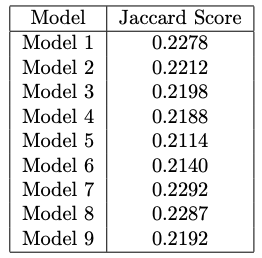 Model Jaccard Score
Model 1 0.2278
Model 2 0.2212
Model 3 0.2198
Model 4 0.2188
Model 5 0.2114
Model 6 0.2140
Model 7 0.2292
Model 8 0.2287
Model 9 0.2192